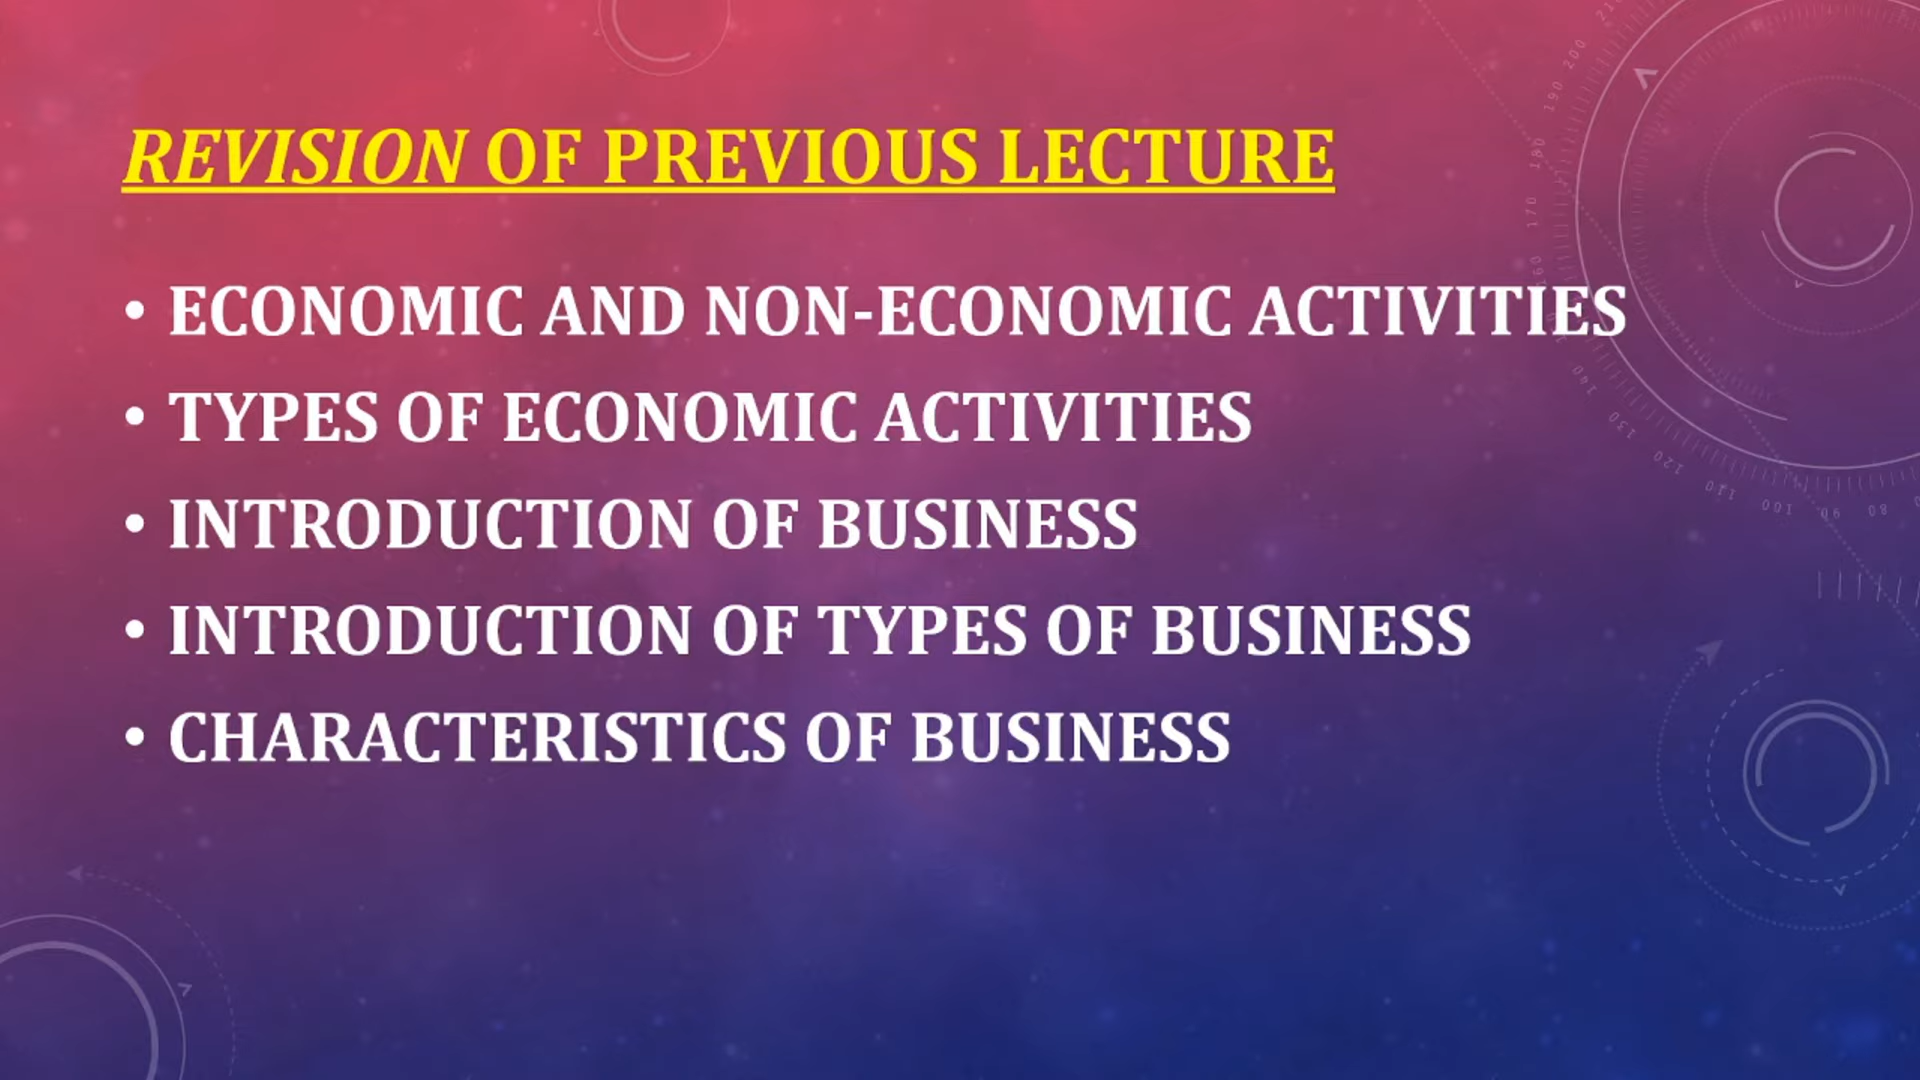 REVISION OF PREVIOUS LECTURE
• ECONOMIC AND NON-ECONOMIC ACTIVITIES
• TYPES OF ECONOMIC ACTIVITIES
• INTRODUCTION OF BUSINESS
• INTRODUCTION OF TYPES OF BUSINESS
• CHARACTERISTICS OF BUSINESS